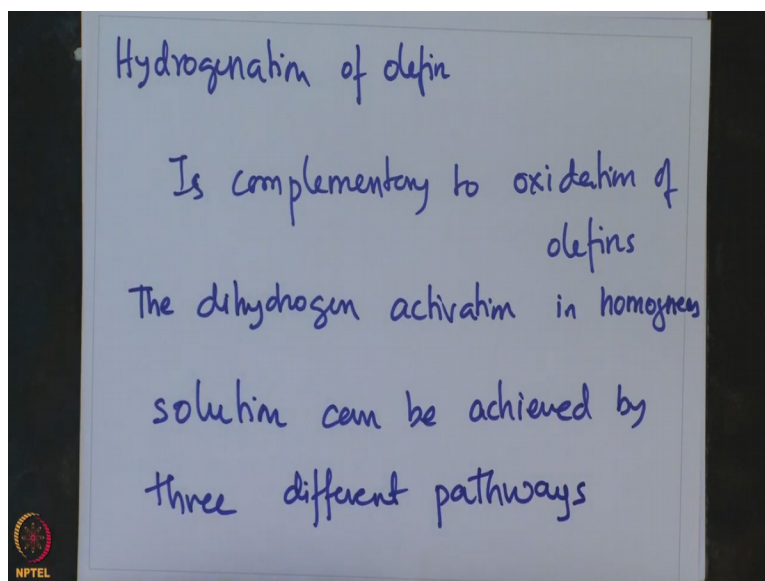 Hydrogenation of olefin
Is complementary to oxidation of
olefins
The dihydrogen activation in homogneus
solution can be achieved by
three different pathways
NPTEL